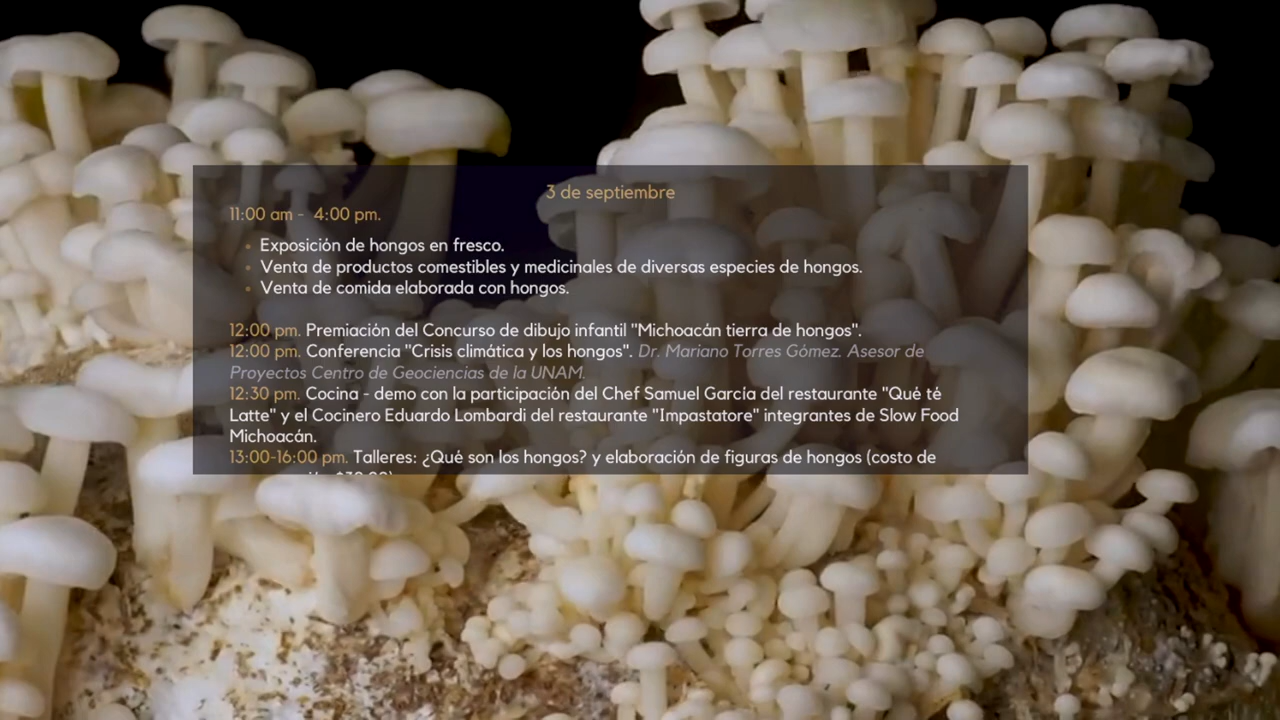 3 de septiembre
11:00 am - 4:00 pm.
• Exposición de hongos en fresco.
• Venta de productos comestibles y medicinales de diversas especies de hongos.
• Venta de comida elaborada con hongos.
12:00 pm. Premiación del Concurso de dibujo infantil "Michoacán tierra de hongos".
12:00 pm. Conferencia "Crisis climática y los hongos". Dr. Mariano Torres Gómez. Asesor de
Proyectos Centro de Geociencias de la UNAM.
12:30 pm. Cocina - demo con la participación del Chef Samuel García del restaurante "Qué té
Latte" y el Cocinero Eduardo Lombardi del restaurante "Impastatore" integrantes de Slow Food
Michoacán.
13:00-16:00 pm. Talleres: ¿Qué son los hongos? y elaboración de figuras de hongos (costo de